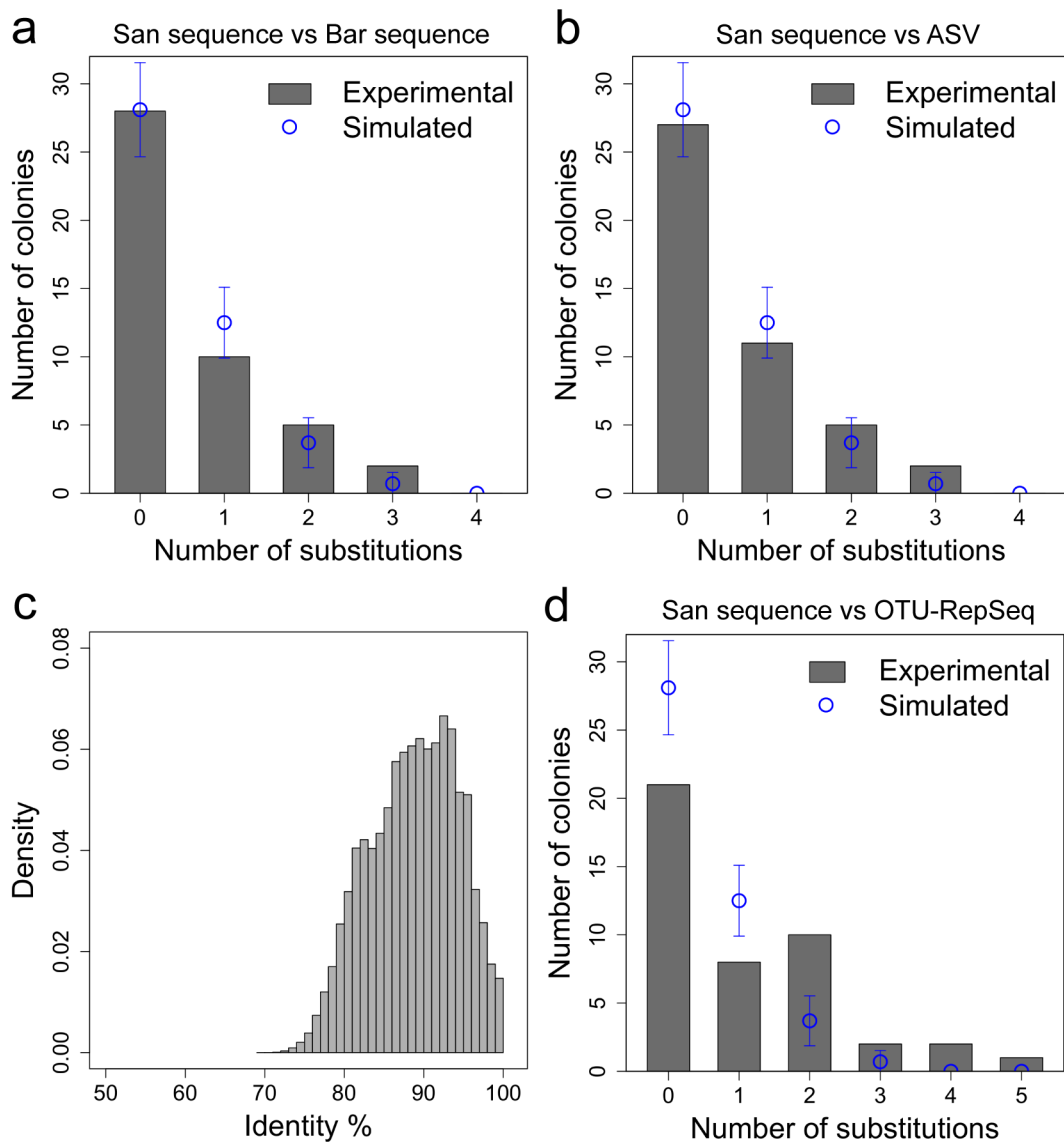 a
San sequence vs Bar sequence
Experimental
Simulated
Number of colonies
0
5
10
15
20
25
30
0 1 2 3 4
Number of substitutions
b
San sequence vs ASV
Experimental
Simulated
Number of colonies
0
5
10
15
20
25
30
0 1 2 3 4
Number of substitutions
c
Density
0.00
0.02
0.04
0.06
0.08
50 60 70 80 90 100
Identity %
d
San sequence vs OTU-RepSeq
Experimental
Simulated
Number of colonies
0
5
10
15
20
25
30
0 1 2 3 4 5
Number of substitutions